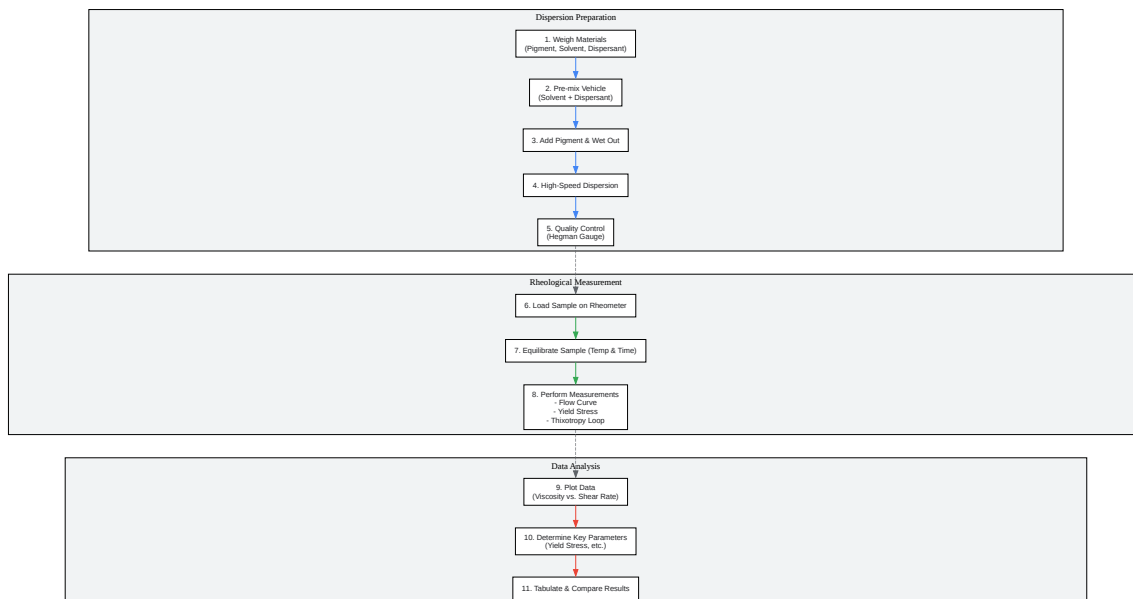 Dispersion Preparation
1. Weigh Materials
(Pigment, Solvent, Dispersant)
2. Pre-mix Vehicle
(Solvent + Dispersant)
3. Add Pigment & Wet Out
4. High-Speed Dispersion
5. Quality Control
(Hegman Gauge)
Rheological Measurement
6. Load Sample on Rheometer
7. Equilibrate Sample (Temp & Time)
8. Perform Measurements
- Flow Curve
- Yield Stress
- Thixotropy Loop
Data Analysis
9. Plot Data
(Viscosity vs. Shear Rate)
10. Determine Key Parameters
(Yield Stress, etc.)
11. Tabulate & Compare Results